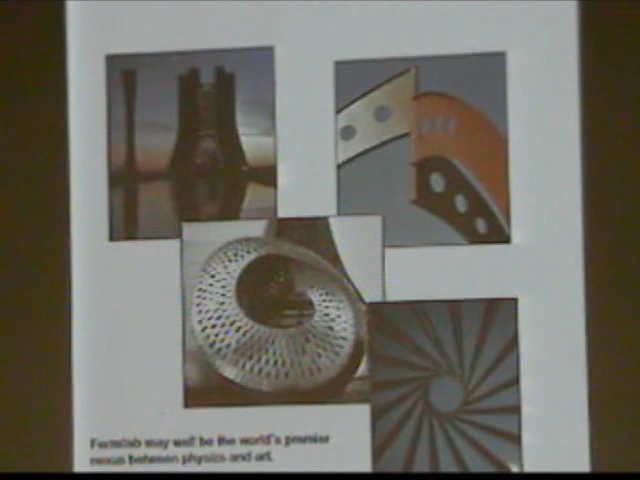 Fermilab may well be the world's premier
nexus between physics and art.